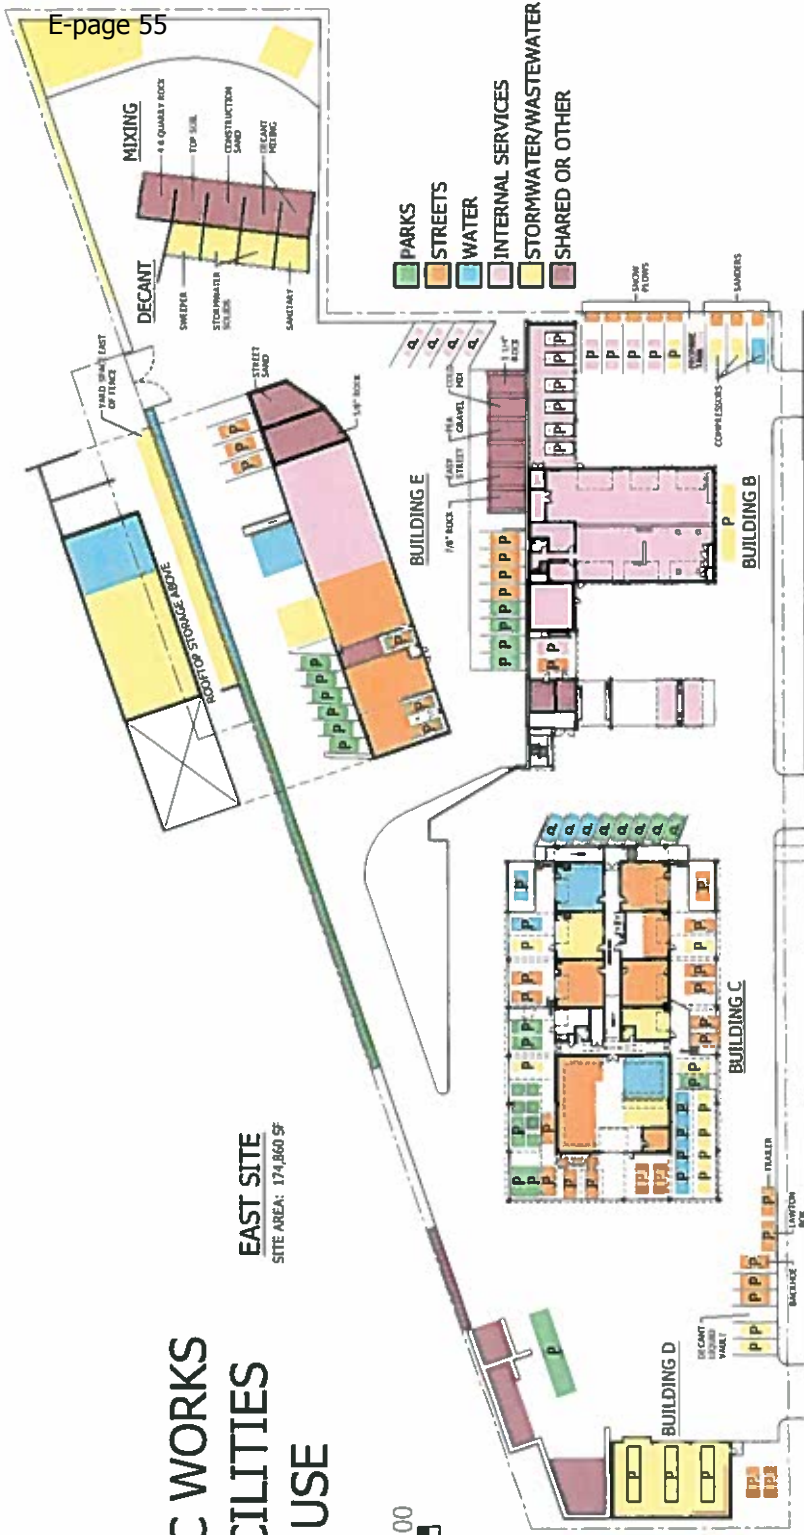 E-page 55
MIXING
4 6 QUARLY ROCK
TOP SOIL
CONSTRUCTION
SAND
DECANT
MIXING
DECANT
SWEEPER
STORMWATER
SOLIDS
SANITARY
PARKS
STREETS
WATER
INTERNAL SERVICES
STORMWATER/WASTEWATER
SHARED OR OTHER
YARD SPACE EAST
OF FENCE
STREET
SAND
5/8" ROCK
ROOFTOP STORAGE ABOVE
BUILDING E
7/8" ROCK
EASY
STREET
PEA
GRAVEL
COLD
MIX
1 1/4"
ROCK
SNOW
PLOWS
SANDERS
COMPRESSORS
BUILDING B
BUILDING C
EAST SITE
SITE AREA: 174,860 SF
C WORKS
CILITIES
USE
00
TRAILER
LAWTON
BOX
BACKHOE
DECANT
LIQUID
VAULT
BUILDING D